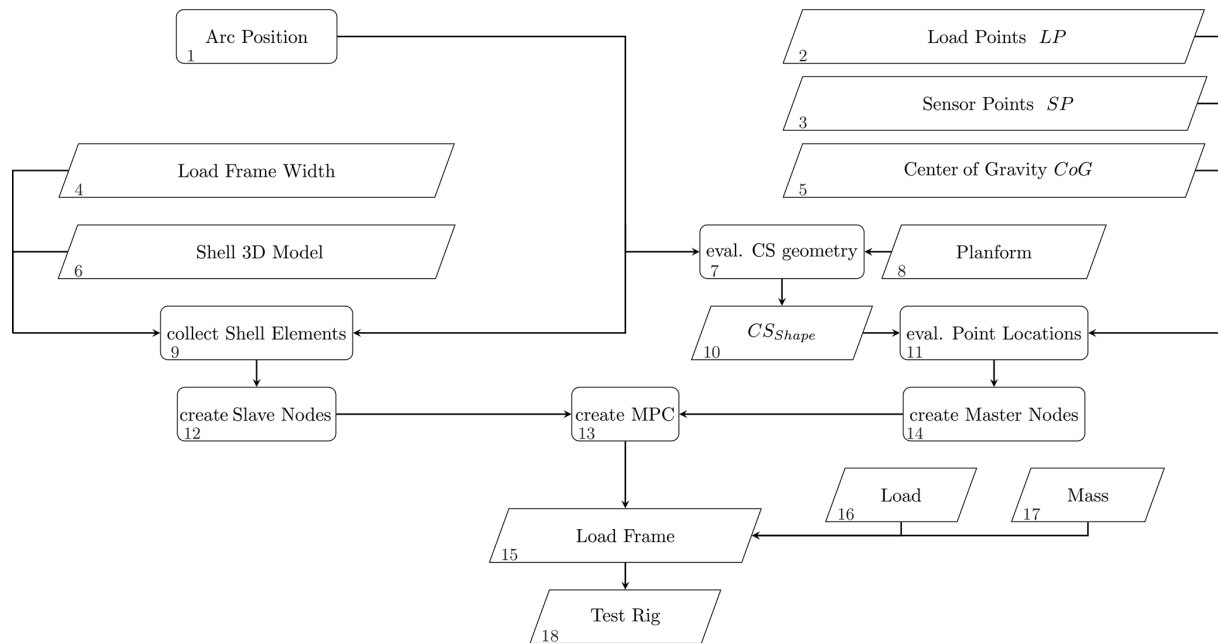 Arc Position
1
Load Points LP
2
Sensor Points SP
3
Load Frame Width
4
Center of Gravity CoG
5
Shell 3D Model
6
eval. CS geometry
7
Planform
8
collect Shell Elements
9
CS_Shape
10
eval. Point Locations
11
create Slave Nodes
12
create MPC
13
create Master Nodes
14
Load
16
Mass
17
Load Frame
15
Test Rig
18